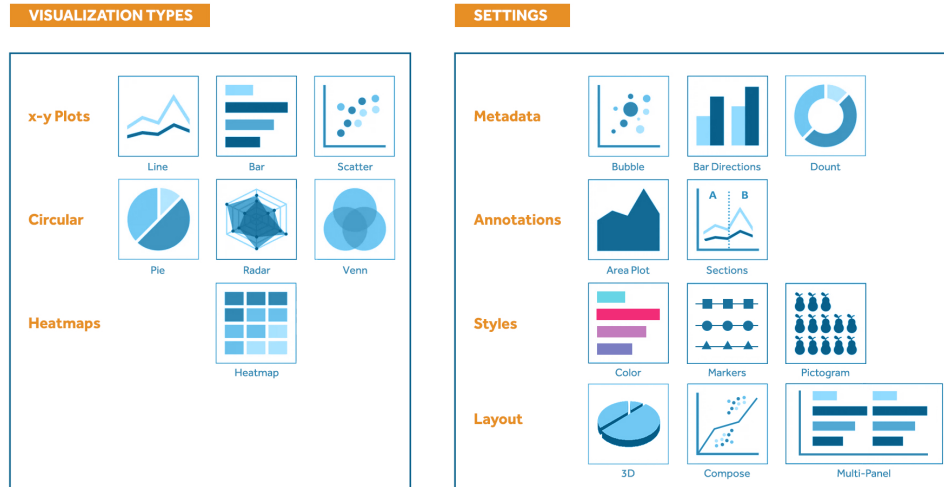 VISUALIZATION TYPES
SETTINGS
x-y Plots
Line
Bar
Scatter
Circular
Pie
Radar
Venn
Heatmaps
Heatmap
Metadata
Bubble
Bar Directions
Dount
Annotations
A
B
Area Plot
Sections
Styles
Color
Markers
Pictogram
Layout
3D
Compose
Multi-Panel